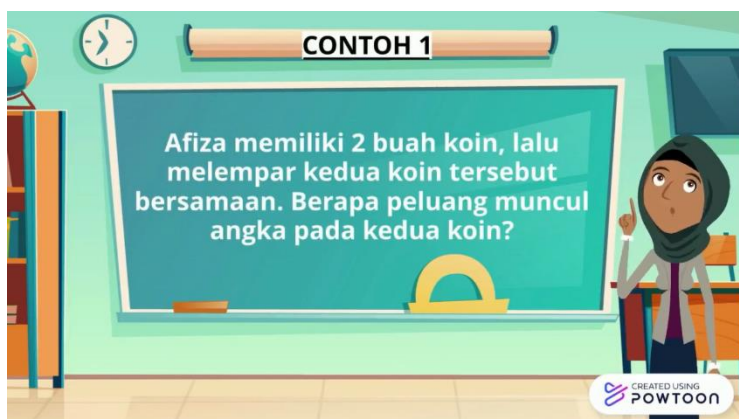 CONTOH 1
Afiza memiliki 2 buah koin, lalu
melempar kedua koin tersebut
bersamaan. Berapa peluang muncul
angka pada kedua koin?
CREATED USING
POWTOON